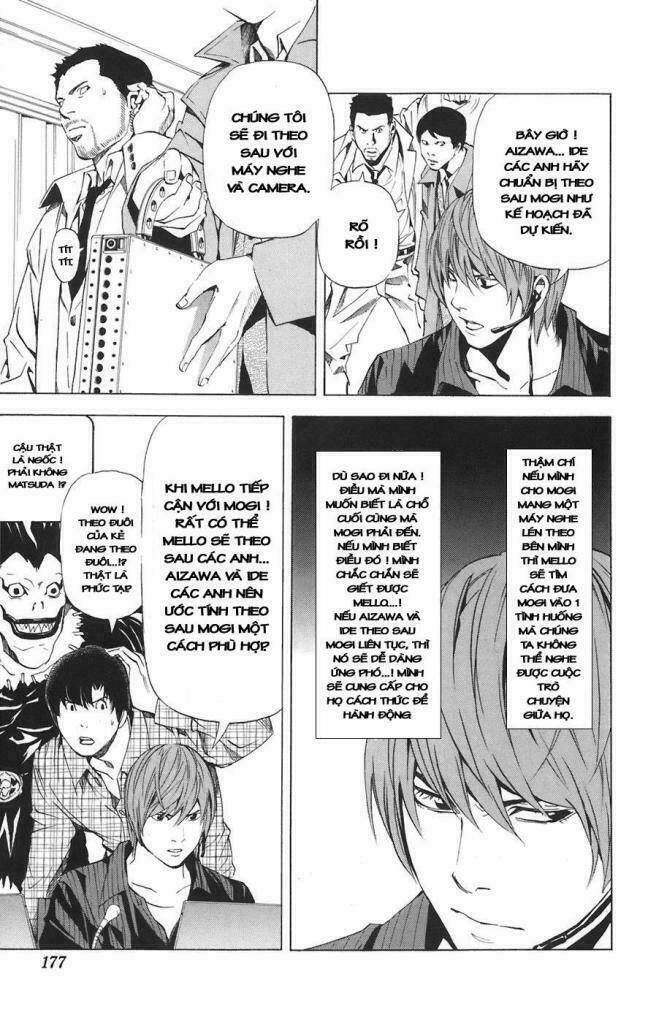 BÂY GIỜ !
AIZAWA... IDE
CÁC ANH HÃY
CHUẨN BỊ THEO
SAU MOGI NHƯ
KẾ HOẠCH ĐÃ
DỰ KIẾN.
RÕ
RỒI !
CHÚNG TÔI
SẼ ĐI THEO
SAU VỚI
MÁY NGHE
VÀ CAMERA.
TÍT
TÍT.
THẬM CHÍ
NẾU MÌNH
CHO MOGI
MANG MỘT
MÁY NGHE
LÉN THEO
BÊN MÌNH
THÌ MELLO
SẼ TÌM
CÁCH ĐƯA
MOGI VÀO 1
TÌNH HUỐNG
MÀ CHÚNG
TA KHÔNG
THỂ NGHE
ĐƯỢC CUỘC
TRÒ
CHUYỆN
GIỮA HỌ.
DÙ SAO ĐI NỮA !
ĐIỀU MÀ MÌNH
MUỐN BIẾT LÀ CHỖ
CUỐI CÙNG MÀ
MOGI PHẢI ĐẾN.
NẾU MÌNH BIẾT
ĐIỀU ĐÓ ! MÌNH
CHẮC CHẮN SẼ
GIẾT ĐƯỢC
MELLO...!
NẾU AIZAWA VÀ
IDE THEO SAU
MOGI LIÊN TỤC, THÌ
NÓ SẼ DỄ DÀNG
ỨNG PHÓ...! MÌNH
SẼ CUNG CẤP CHO
HỌ CÁCH THỨC ĐỂ
HÀNH ĐỘNG
KHI MELLO TIẾP
CẬN VỚI MOGI !
RẤT CÓ THỂ
MELLO SẼ THEO
SAU CÁC ANH...
AIZAWA VÀ IDE
CÁC ANH NÊN
ƯỚC TÍNH THEO
SAU MOGI MỘT
CÁCH PHÙ HỢP?
WOW !
THEO ĐUÔI
CỦA KẺ
ĐANG THEO
ĐUÔI...!?
THẬT LÀ
PHỨC TẠP?
CẬU THẬT
LÀ NGỐC !
PHẢI KHÔNG
MATSUDA !?
177